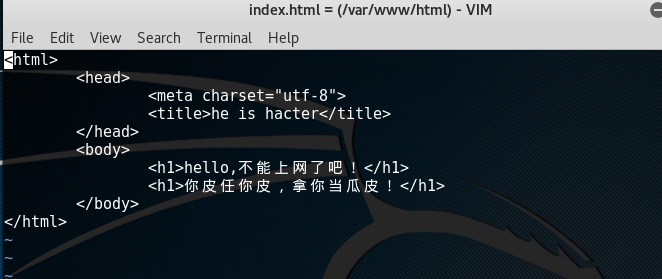 index.html = (/var/www/html) - VIM
File Edit View Search Terminal Help
<html>
<head>
<meta charset="utf-8">
<title>he is hacter</title>
</head>
<body>
<h1>hello,不能上网了吧！</h1>
<h1>你皮任你皮，拿你当瓜皮！</h1>
</body>
</html>
~
~
~